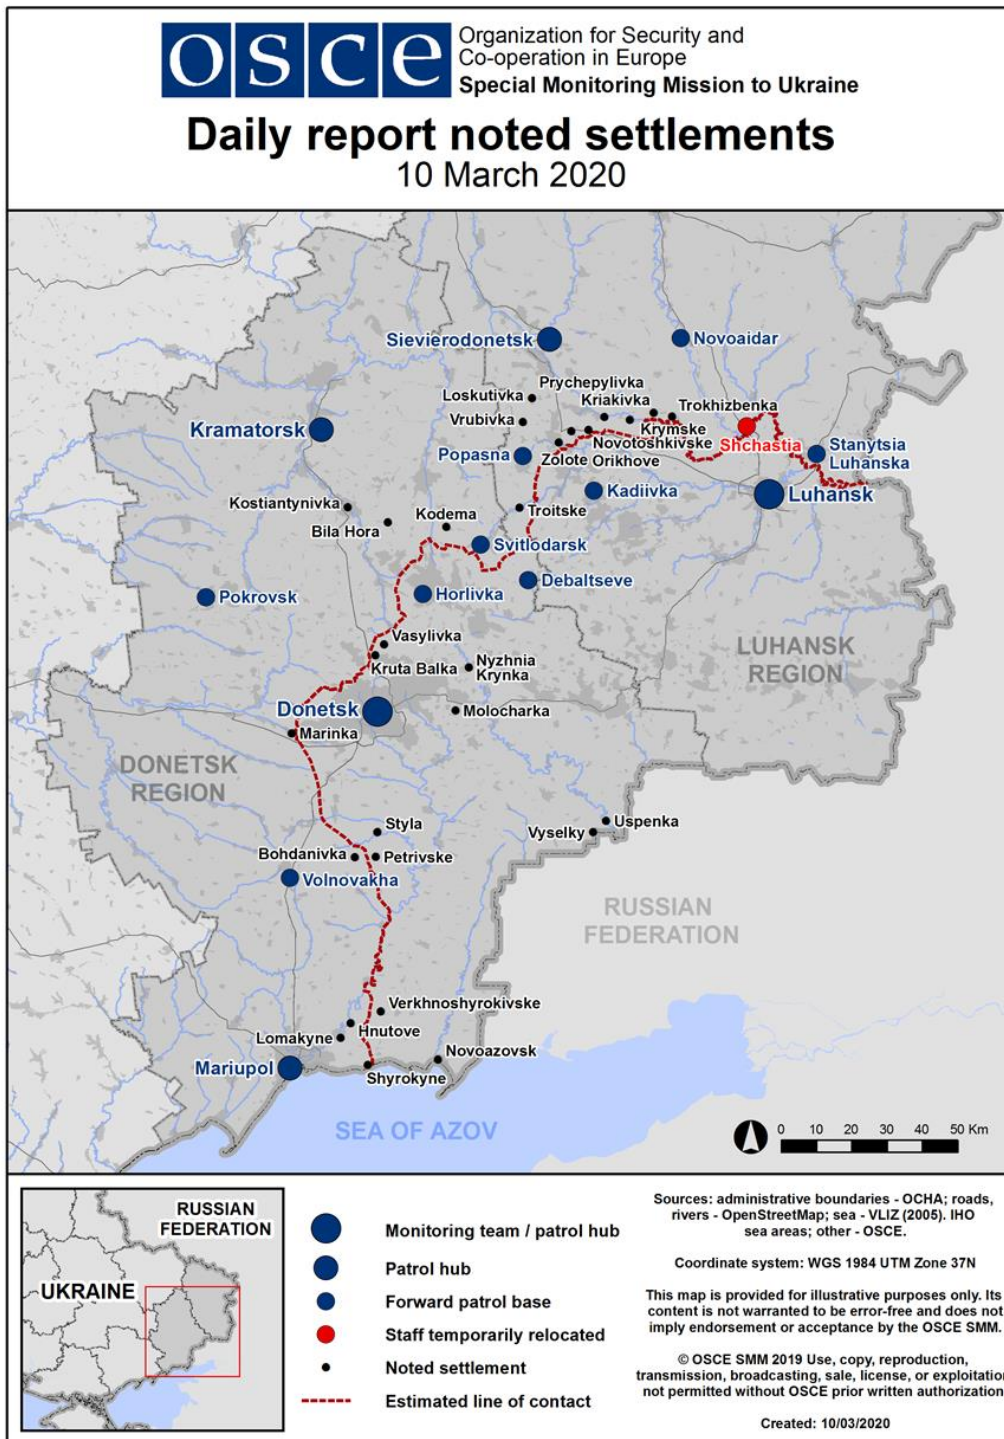 osce
Organization for Security and
Co-operation in Europe
Special Monitoring Mission to Ukraine
Daily report noted settlements
10 March 2020
Sievierodonetsk
Novoaidar
Prychepylivka
Loskutivka
Kriakivka
Trokhizbenka
Vrubivka
Krymske
Kramatorsk
Novotoshkivske
Shchastia
Stanytsia
Luhanska
Popasna
Zolote
Orikhove
Kadiivka
Luhansk
Kostiantynivka
Kodema
Troitske
Bila Hora
Svitlodarsk
Debaltseve
Pokrovsk
Horlivka
Vasylivka
LUHANSK
REGION
Kruta Balka
Nyzhnia
Krynka
Donetsk
Molocharka
Marinka
DONETSK
REGION
Styla
Uspenka
Vyselky
Bohdanivka
Petrivske
Volnovakha
RUSSIAN
FEDERATION
Verkhnoshyrokivske
Hnutove
Lomakyne
Novoazovsk
Mariupol
Shyrokyne
SEA OF AZOV
0 10 20 30 40 50 Km
RUSSIAN
FEDERATION
UKRAINE
Monitoring team / patrol hub
Patrol hub
Forward patrol base
Staff temporarily relocated
Noted settlement
Estimated line of contact
Sources: administrative boundaries - OCHA; roads,
rivers - OpenStreetMap; sea - VLIZ (2005). IHO
sea areas; other - OSCE.
Coordinate system: WGS 1984 UTM Zone 37N
This map is provided for illustrative purposes only. Its
content is not warranted to be error-free and does not
imply endorsement or acceptance by the OSCE SMM.
© OSCE SMM 2019 Use, copy, reproduction,
transmission, broadcasting, sale, license, or exploitation
not permitted without OSCE prior written authorization
Created: 10/03/2020